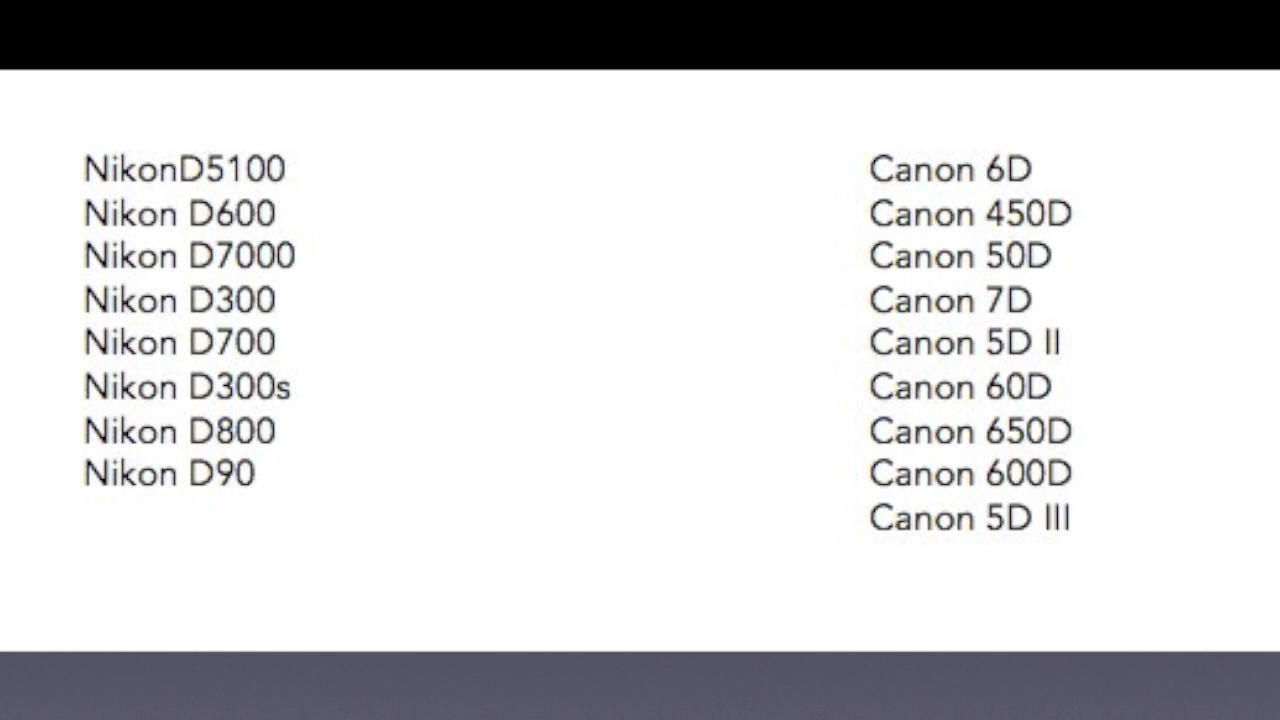 NikonD5100
Nikon D600
Nikon D7000
Nikon D300
Nikon D700
Nikon D300s
Nikon D800
Nikon D90
Canon 6D
Canon 450D
Canon 50D
Canon 7D
Canon 5D II
Canon 60D
Canon 650D
Canon 600D
Canon 5D III